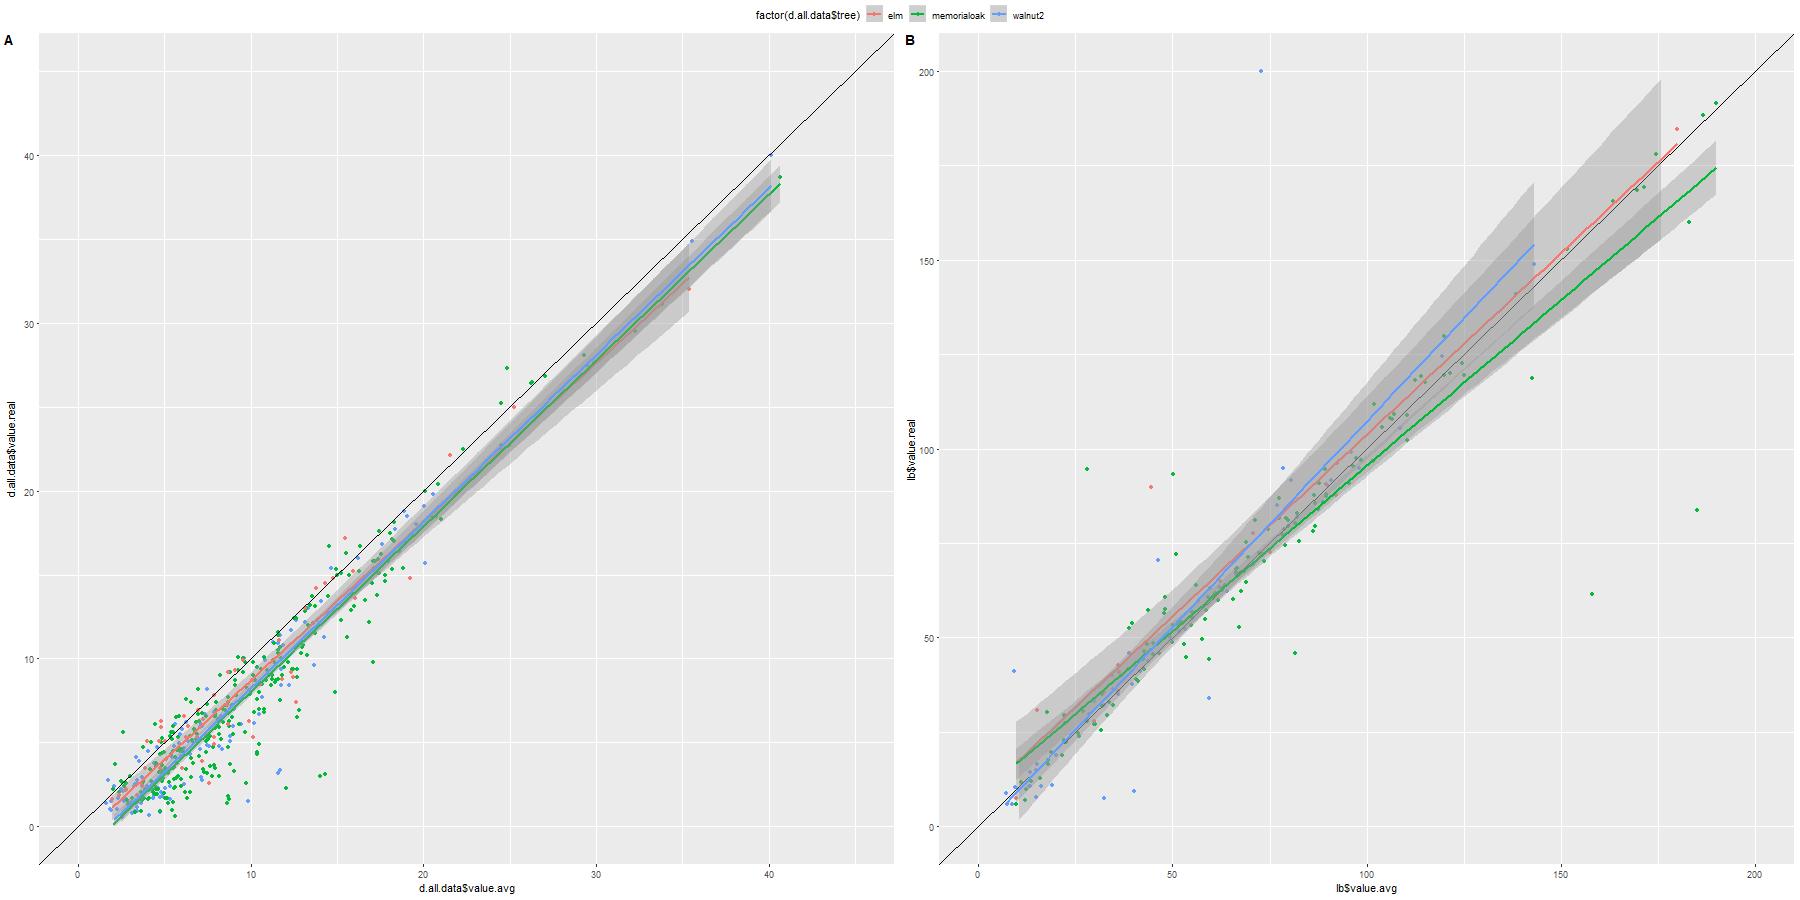 factor(d.all.data$tree) elm memorialoak walnut2
A
B
40
30
20
10
0
d.all.data$value.real
0 10 20 30 40
d.all.data$value.avg
200
150
100
50
0
lb$value.real
0 50 100 150 200
lb$value.avg